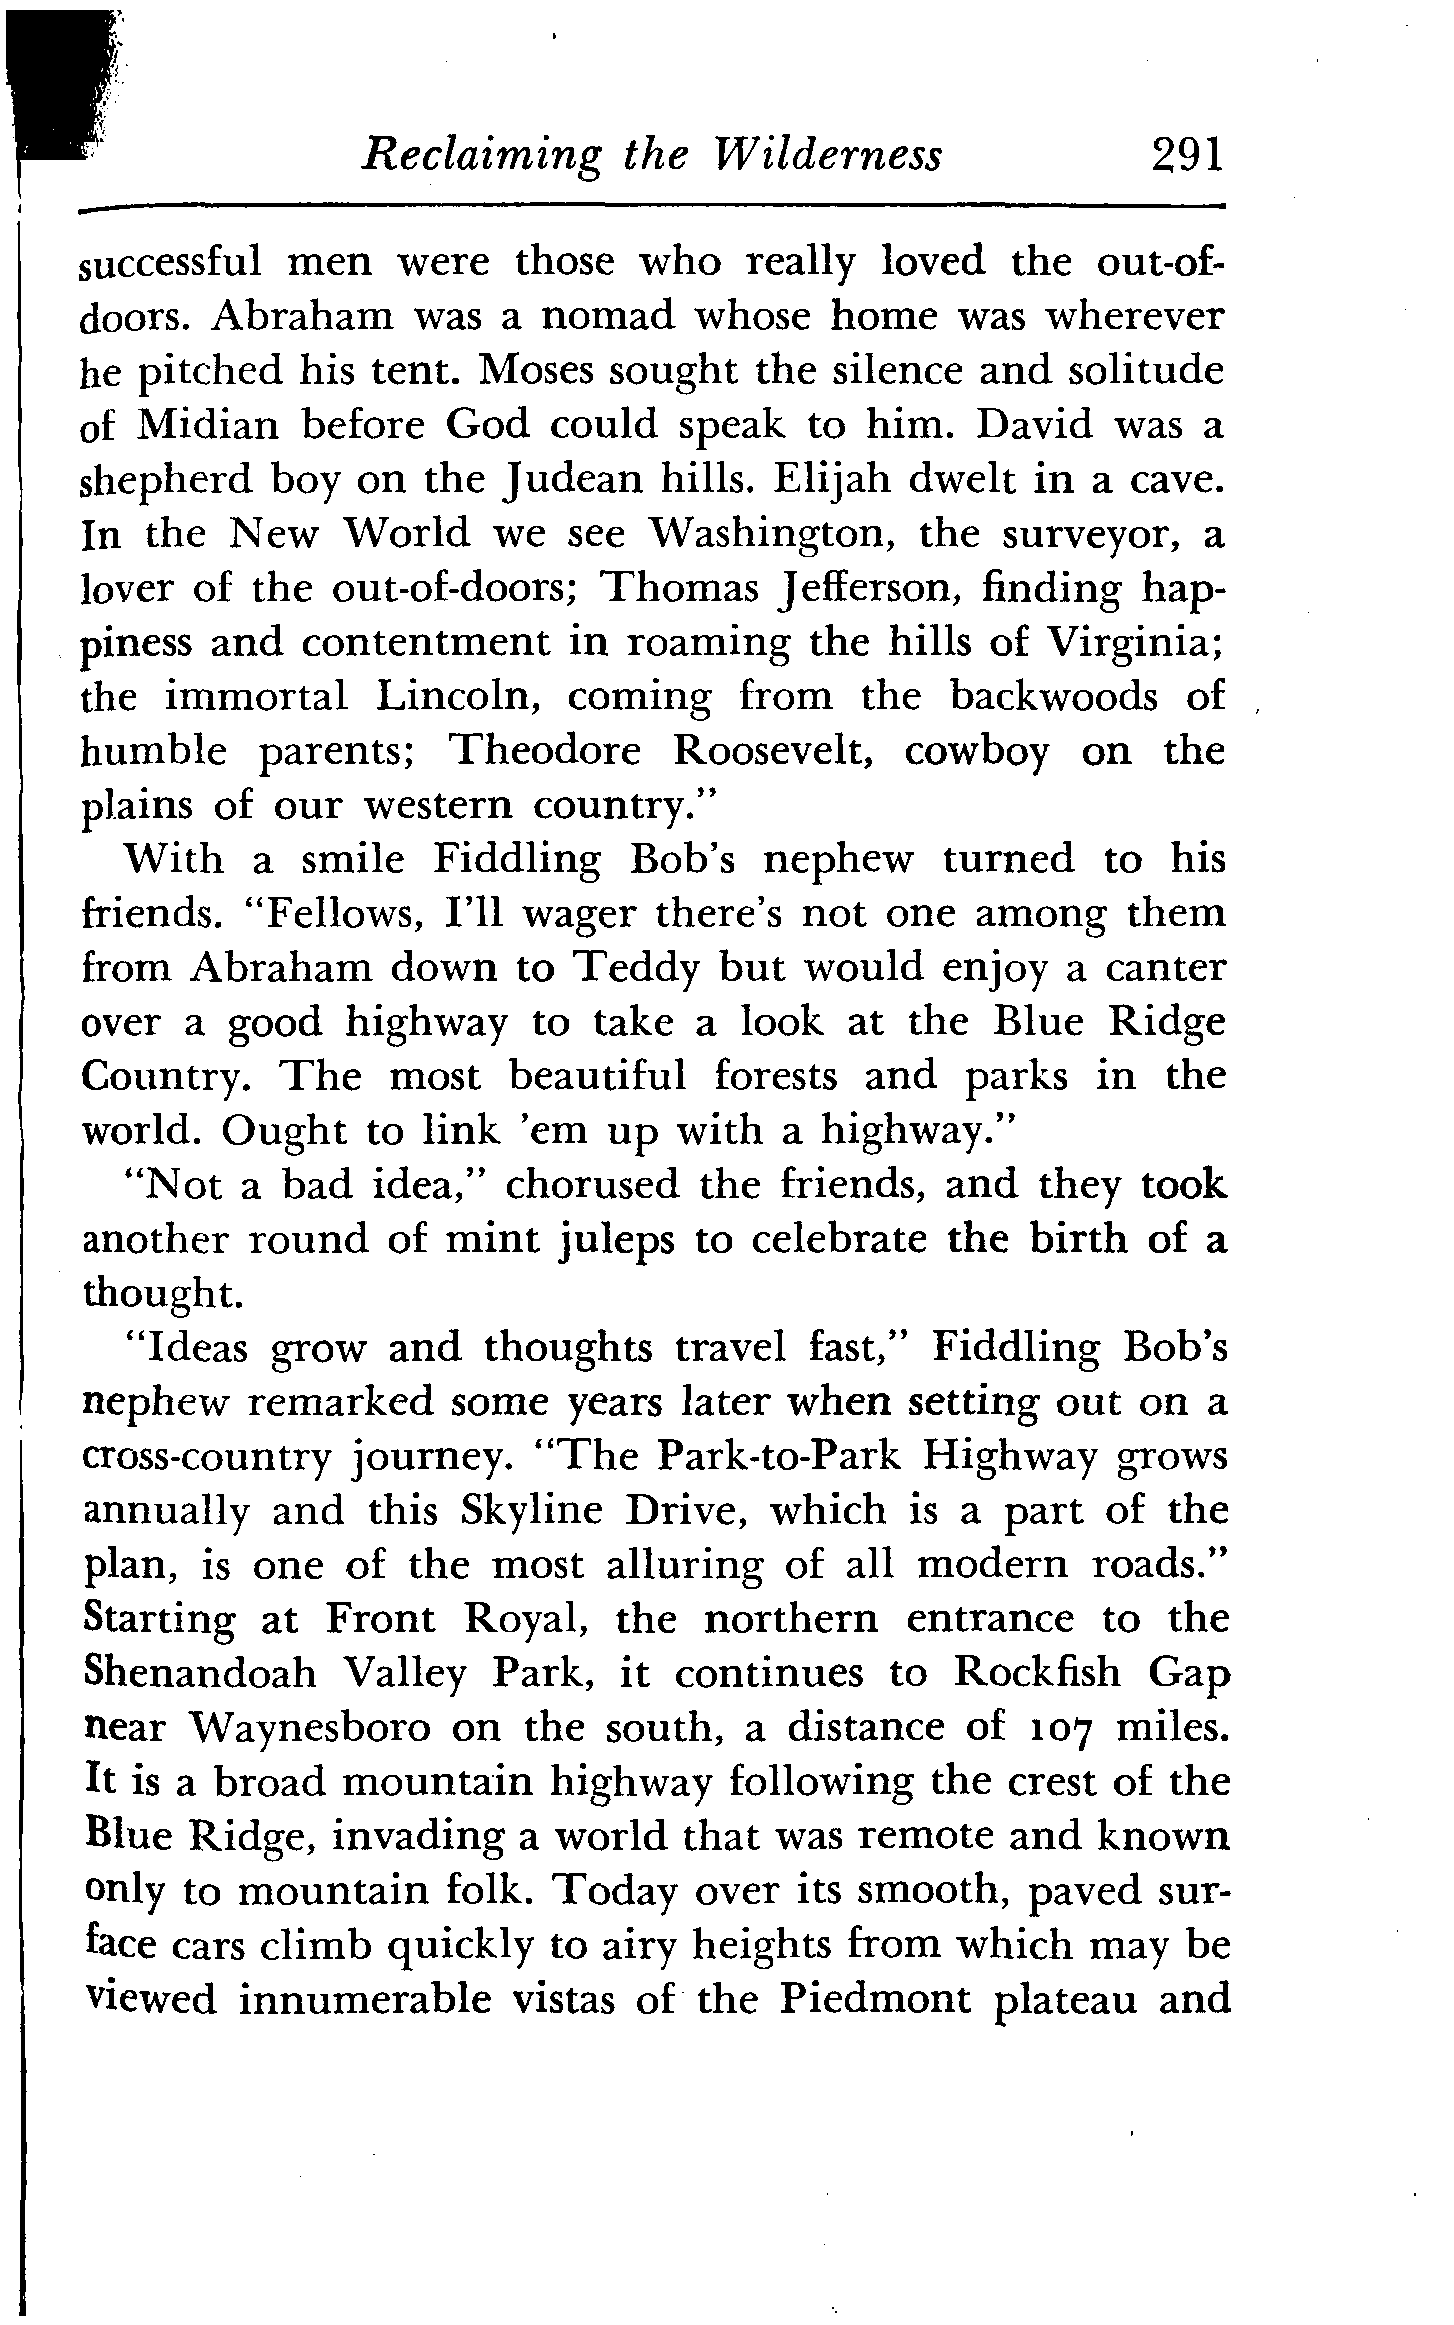 Reclaiming the Wilderness 291
successful men were those who really loved the out-of-
doors. Abraham was a nomad whose home was wherever
he pitched his tent. Moses sought the silence and solitude
of Midian before God could speak to him. David was a
shepherd boy on the Judean hills. Elijah dwelt in a cave.
In the New World we see Washington, the surveyor, a
lover of the out-of-doors; Thomas Jefferson, finding hap-
piness and contentment in roaming the hills of Virginia;
the immortal Lincoln, coming from the backwoods of
humble parents; Theodore Roosevelt, cowboy on the
plains of our western country.”
With a smile Fiddling Bob’s nephew turned to his
friends. “Fellows, I’ll wager there’s not one among them
from Abraham down to Teddy but would enjoy a canter
over a good highway to take a look at the Blue Ridge
Country. The most beautiful forests and parks in the
world. Ought to link ’em up with a highway.”
“Not a bad idea,” chorused the friends, and they took
another round of mint juleps to celebrate the birth of a
thought.
“Ideas grow and thoughts travel fast,” Fiddling Bob’s
nephew remarked some years later when setting out on a
cross-country journey. “The Park-to-Park Highway grows
annually and this Skyline Drive, which is a part of the
plan, is one of the most alluring of all modern roads.”
Starting at Front Royal, the northern entrance to the
Shenandoah Valley Park, it continues to Rockfish Gap
near Waynesboro on the south, a distance of 107 miles.
It is a broad mountain highway following the crest of the
Blue Ridge, invading a world that was remote and known
only to mountain folk. Today over its smooth, paved sur-
face cars climb quickly to airy heights from which may be
viewed innumerable vistas of the Piedmont plateau and